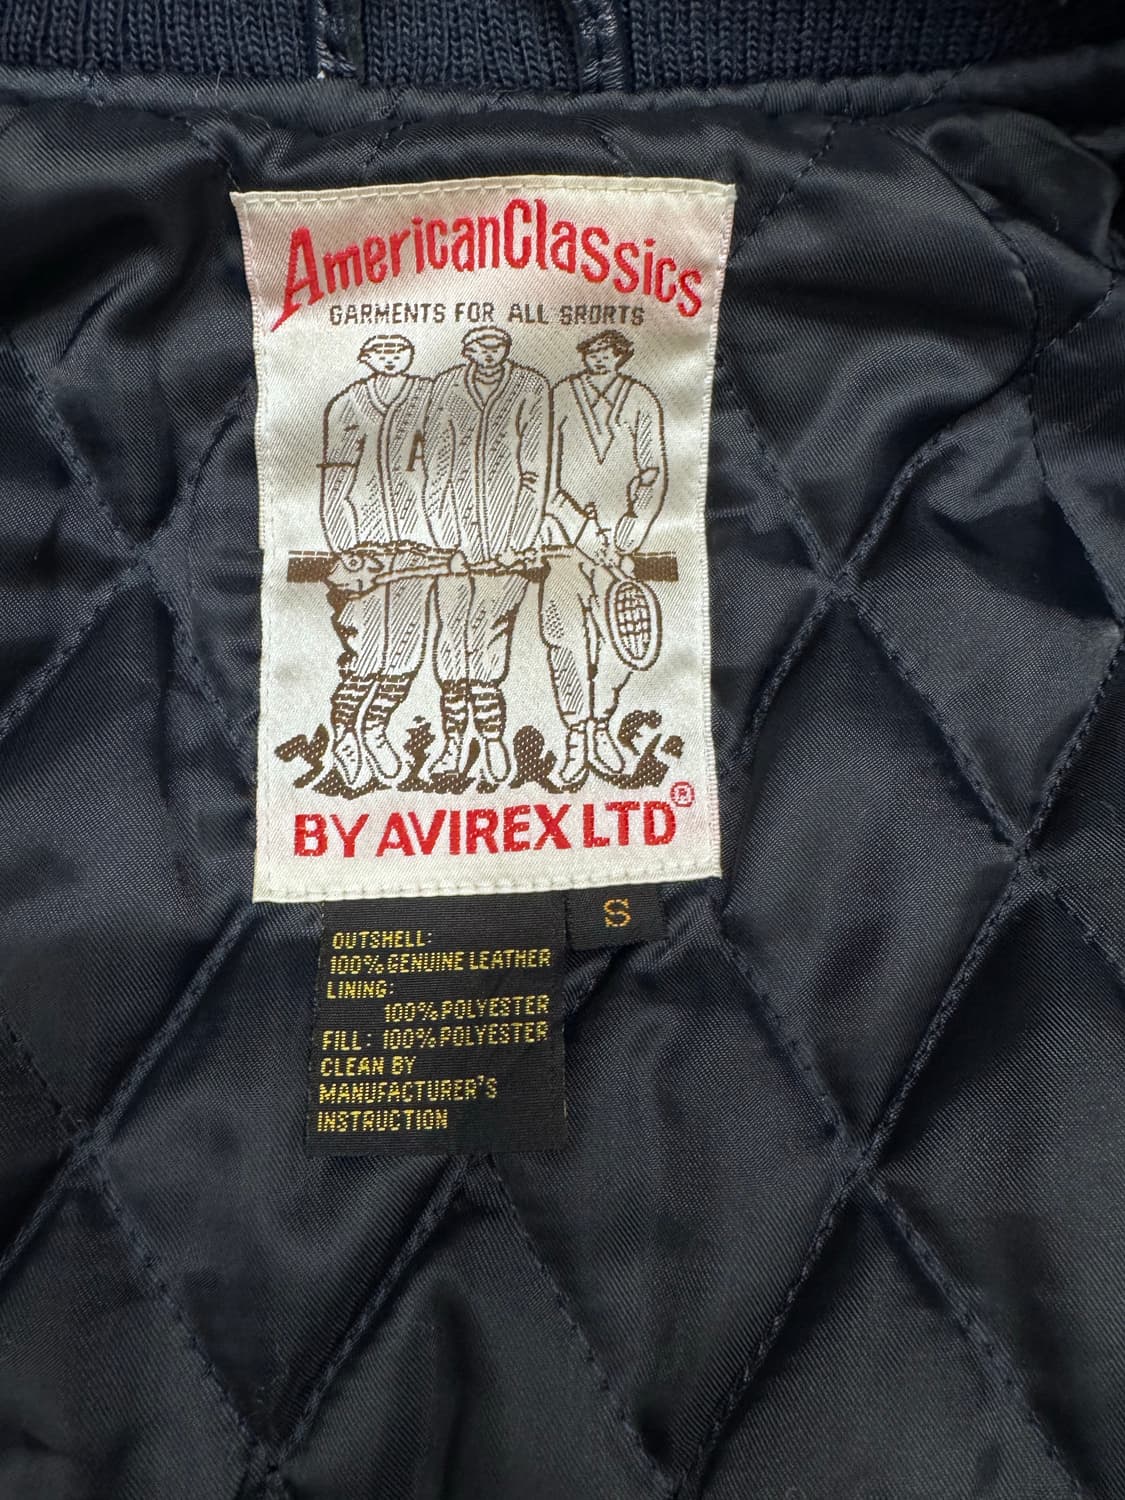 AmericanClassics
GARMENTS FOR ALL SRORTS
A
BY AVIREX LTD®
S
OUTSHELL:
100% GENUINE LEATHER
LINING:
100% POLYESTER
FILL: 100% POLYESTER
CLEAN BY
MANUFACTURER'S
INSTRUCTION